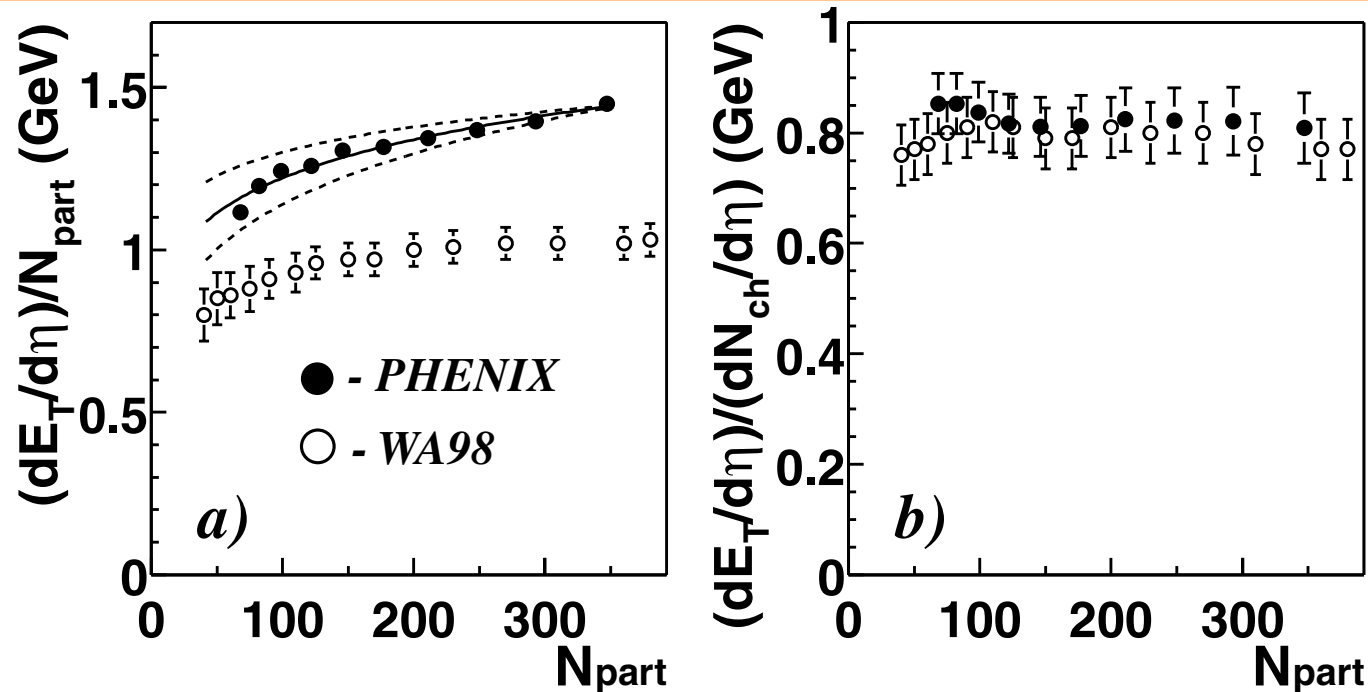 (dE_T/dη)/N_part (GeV)
1.5
1
0.5
0
0 100 200 300
N_part
- PHENIX
- WA98
a)
(dE_T/dη)/(dN_ch/dη) (GeV)
1
0.8
0.6
0.4
0.2
0
0 100 200 300
N_part
b)